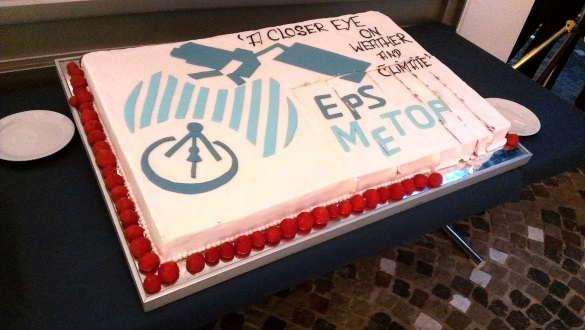 'A CLOSER EYE
ON
WEATHER
AND
CLIMATE'
EPS
METOP